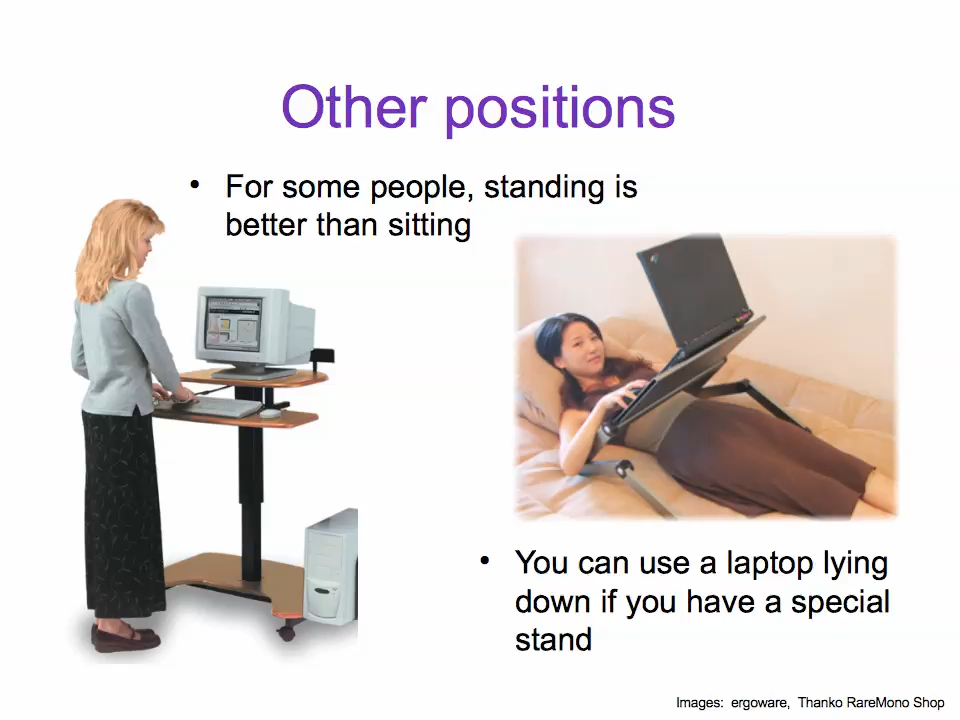 Other positions
• For some people, standing is
better than sitting
• You can use a laptop lying
down if you have a special
stand
Images: ergoware, Thanko RareMono Shop